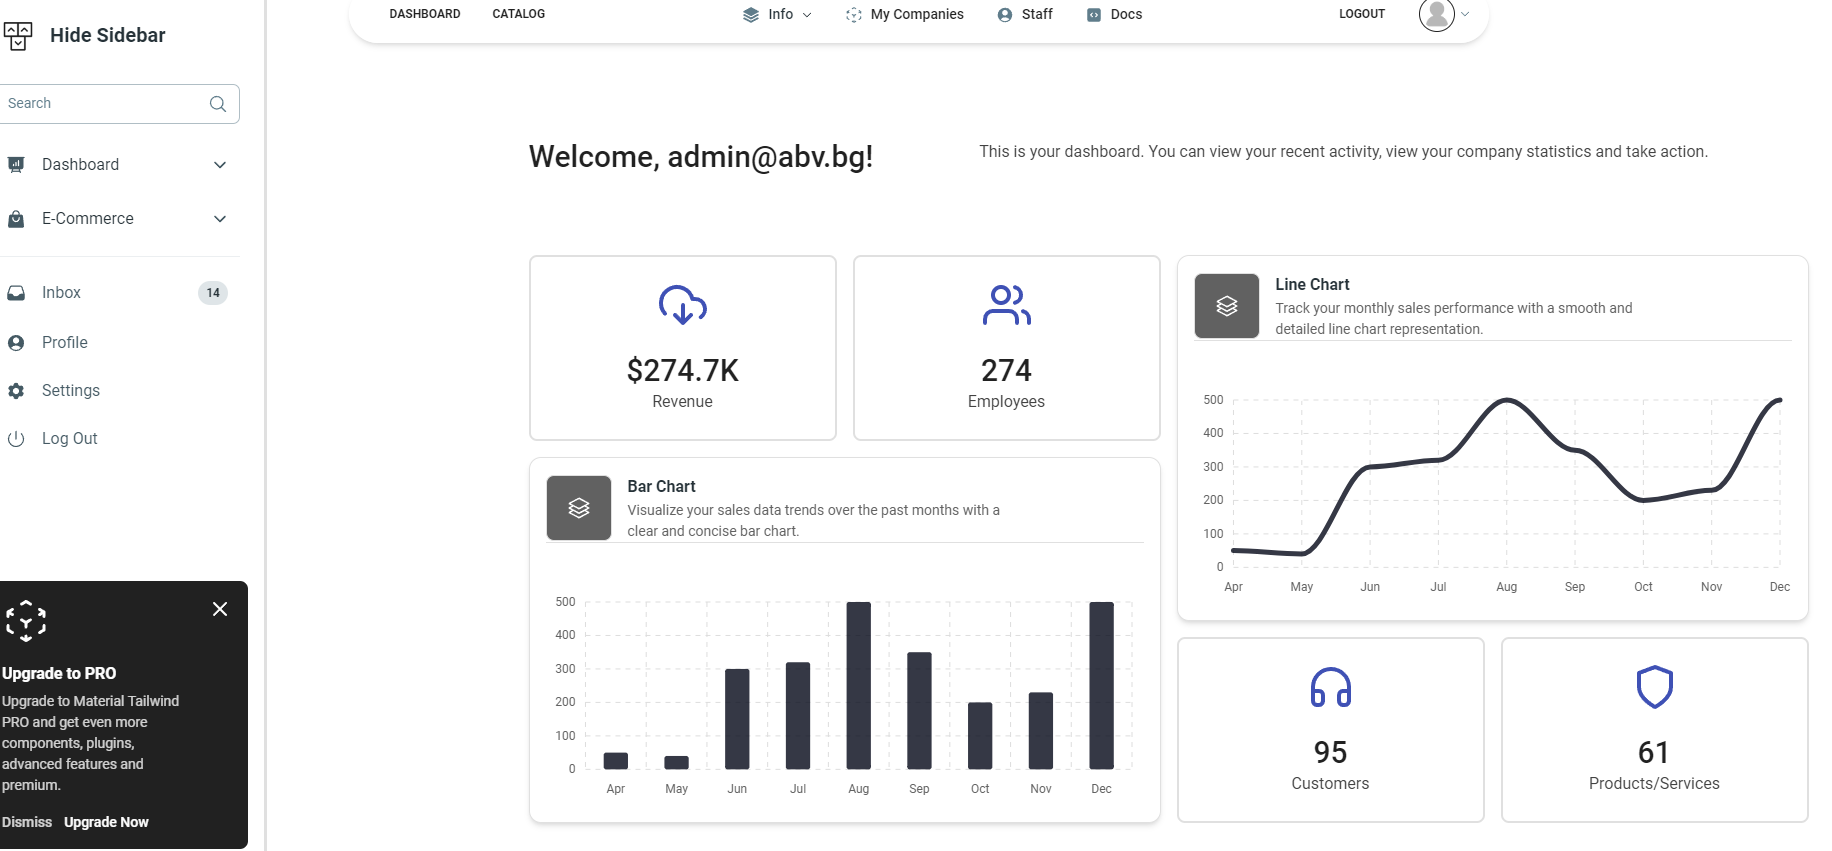 Hide Sidebar
Search
Dashboard
E-Commerce
Inbox 14
Profile
Settings
Log Out
Upgrade to PRO
Upgrade to Material Tailwind
PRO and get even more
components, plugins,
advanced features and
premium.
Dismiss Upgrade Now
DASHBOARD CATALOG Info My Companies Staff Docs LOGOUT
Welcome, admin@abv.bg!
This is your dashboard. You can view your recent activity, view your company statistics and take action.
$274.7K
Revenue
274
Employees
Bar Chart
Visualize your sales data trends over the past months with a
clear and concise bar chart.
500
400
300
200
100
0
Apr May Jun Jul Aug Sep Oct Nov Dec
Line Chart
Track your monthly sales performance with a smooth and
detailed line chart representation.
500
400
300
200
100
0
Apr May Jun Jul Aug Sep Oct Nov Dec
95
Customers
61
Products/Services